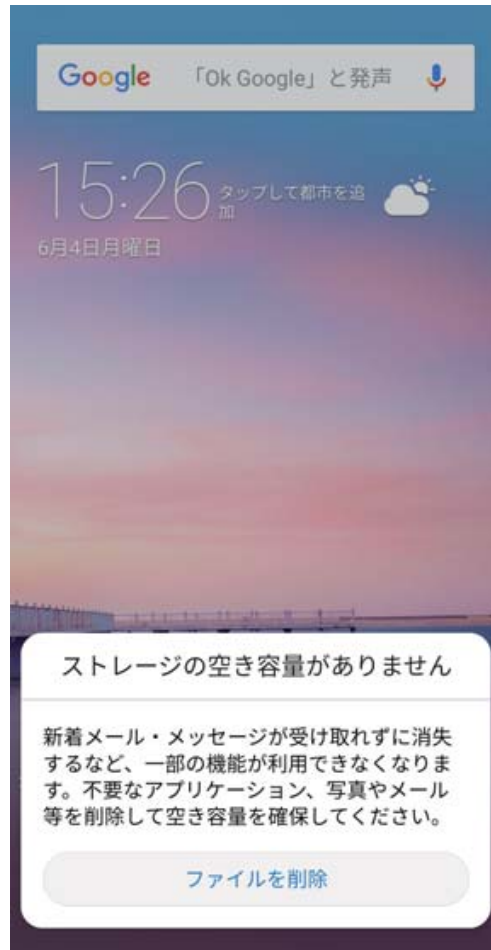 Google 「Ok Google」と発声
15:26 タップして都市を追
加
6月4日月曜日
ストレージの空き容量がありません
新着メール・メッセージが受け取れずに消失
するなど、一部の機能が利用できなくなりま
す。不要なアプリケーション、写真やメール
等を削除して空き容量を確保してください。
ファイルを削除